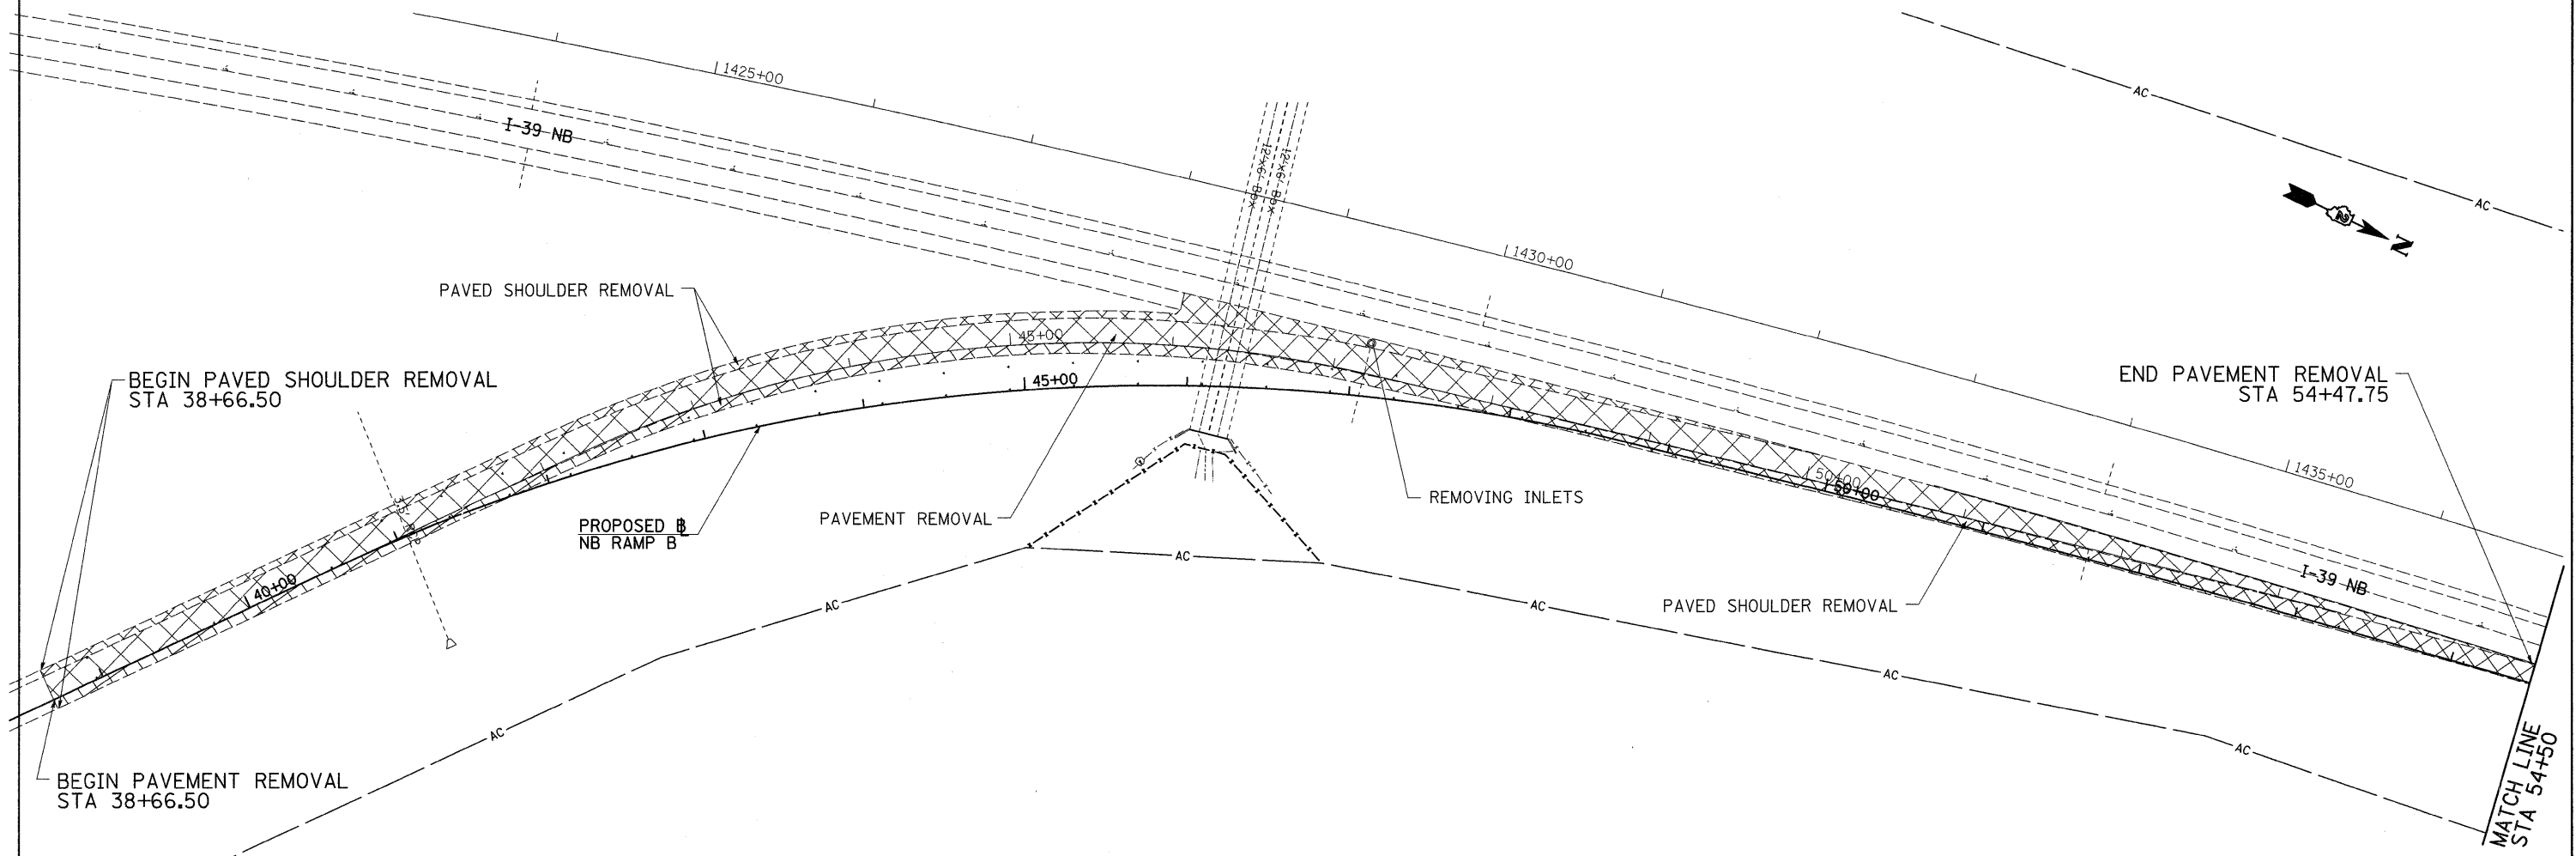 1425+00
AC
I-39 NB
12'x6' Box
12'x6' Box
AC
N
1430+00
PAVED SHOULDER REMOVAL
45+00
BEGIN PAVED SHOULDER REMOVAL
STA 38+66.50
45+00
END PAVEMENT REMOVAL
STA 54+47.75
1435+00
50+00
50+00
REMOVING INLETS
PAVEMENT REMOVAL
PROPOSED BL
NB RAMP B
AC
40+00
AC
AC
PAVED SHOULDER REMOVAL
I-39 NB
AC
AC
AC
BEGIN PAVEMENT REMOVAL
STA 38+66.50
MATCH LINE
STA 54+50